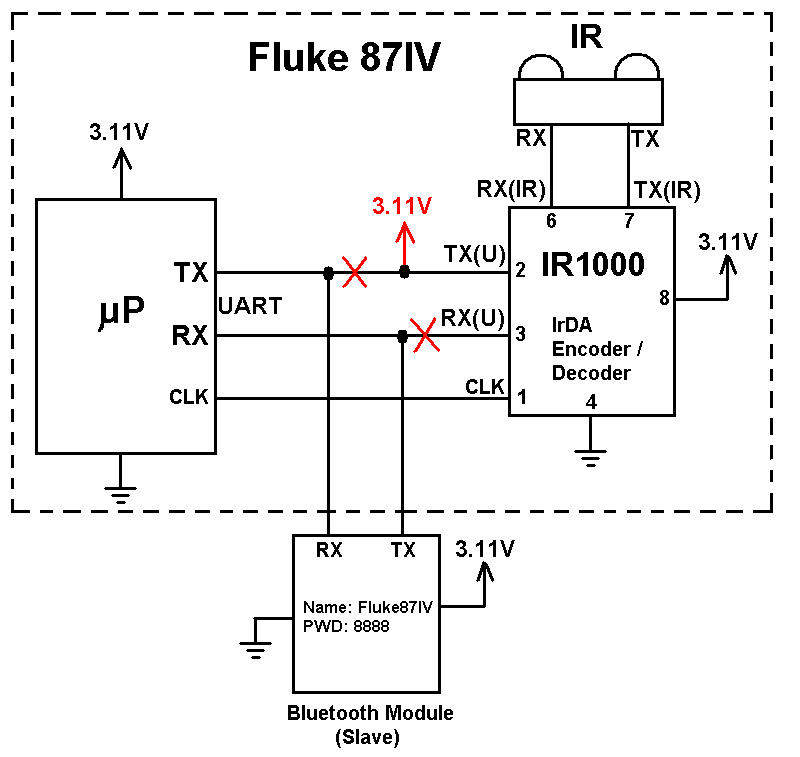 Fluke 87IV
IR
RX
TX
3.11V
RX(IR)
TX(IR)
6
7
3.11V
TX
TX(U)
2
IR1000
3.11V
8
µP
UART
RX
RX(U)
3
IrDA
Encoder /
Decoder
CLK
CLK
1
4
RX
TX
3.11V
Name: Fluke87IV
PWD: 8888
Bluetooth Module
(Slave)